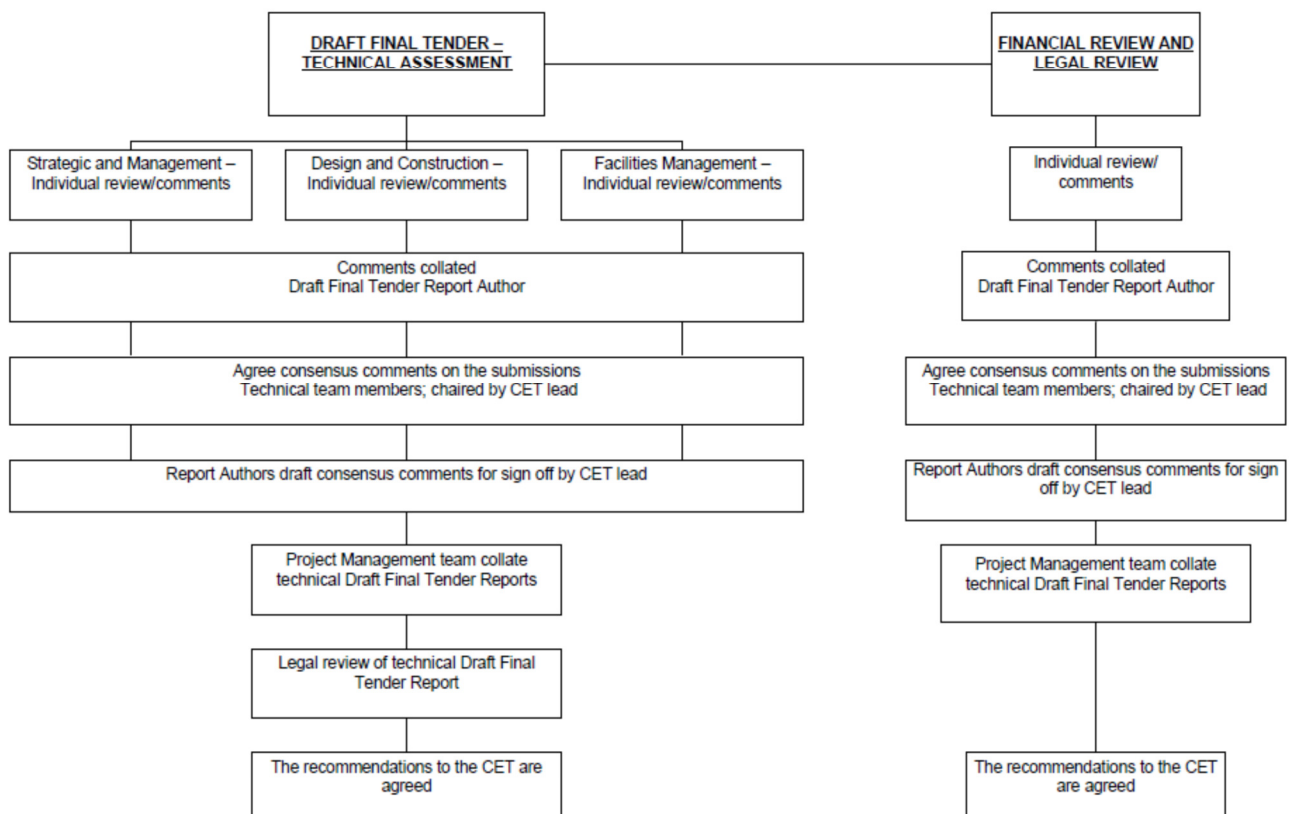 DRAFT FINAL TENDER –
TECHNICAL ASSESSMENT
FINANCIAL REVIEW AND
LEGAL REVIEW
Strategic and Management –
Individual review/comments
Design and Construction –
Individual review/comments
Facilities Management –
Individual review/comments
Individual review/
comments
Comments collated
Draft Final Tender Report Author
Comments collated
Draft Final Tender Report Author
Agree consensus comments on the submissions
Technical team members; chaired by CET lead
Agree consensus comments on the submissions
Technical team members; chaired by CET lead
Report Authors draft consensus comments for sign off by CET lead
Report Authors draft consensus comments for sign
off by CET lead
Project Management team collate
technical Draft Final Tender Reports
Project Management team collate
technical Draft Final Tender Reports
Legal review of technical Draft Final
Tender Report
The recommendations to the CET are
agreed
The recommendations to the CET
are agreed